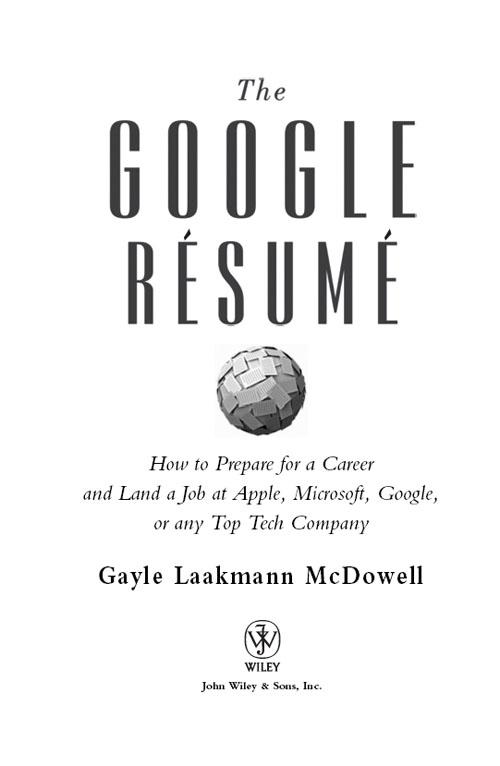 The
GOOGLE
RÉSUMÉ
How to Prepare for a Career
and Land a Job at Apple, Microsoft, Google,
or any Top Tech Company
Gayle Laakmann McDowell
WILEY
John Wiley & Sons, Inc.